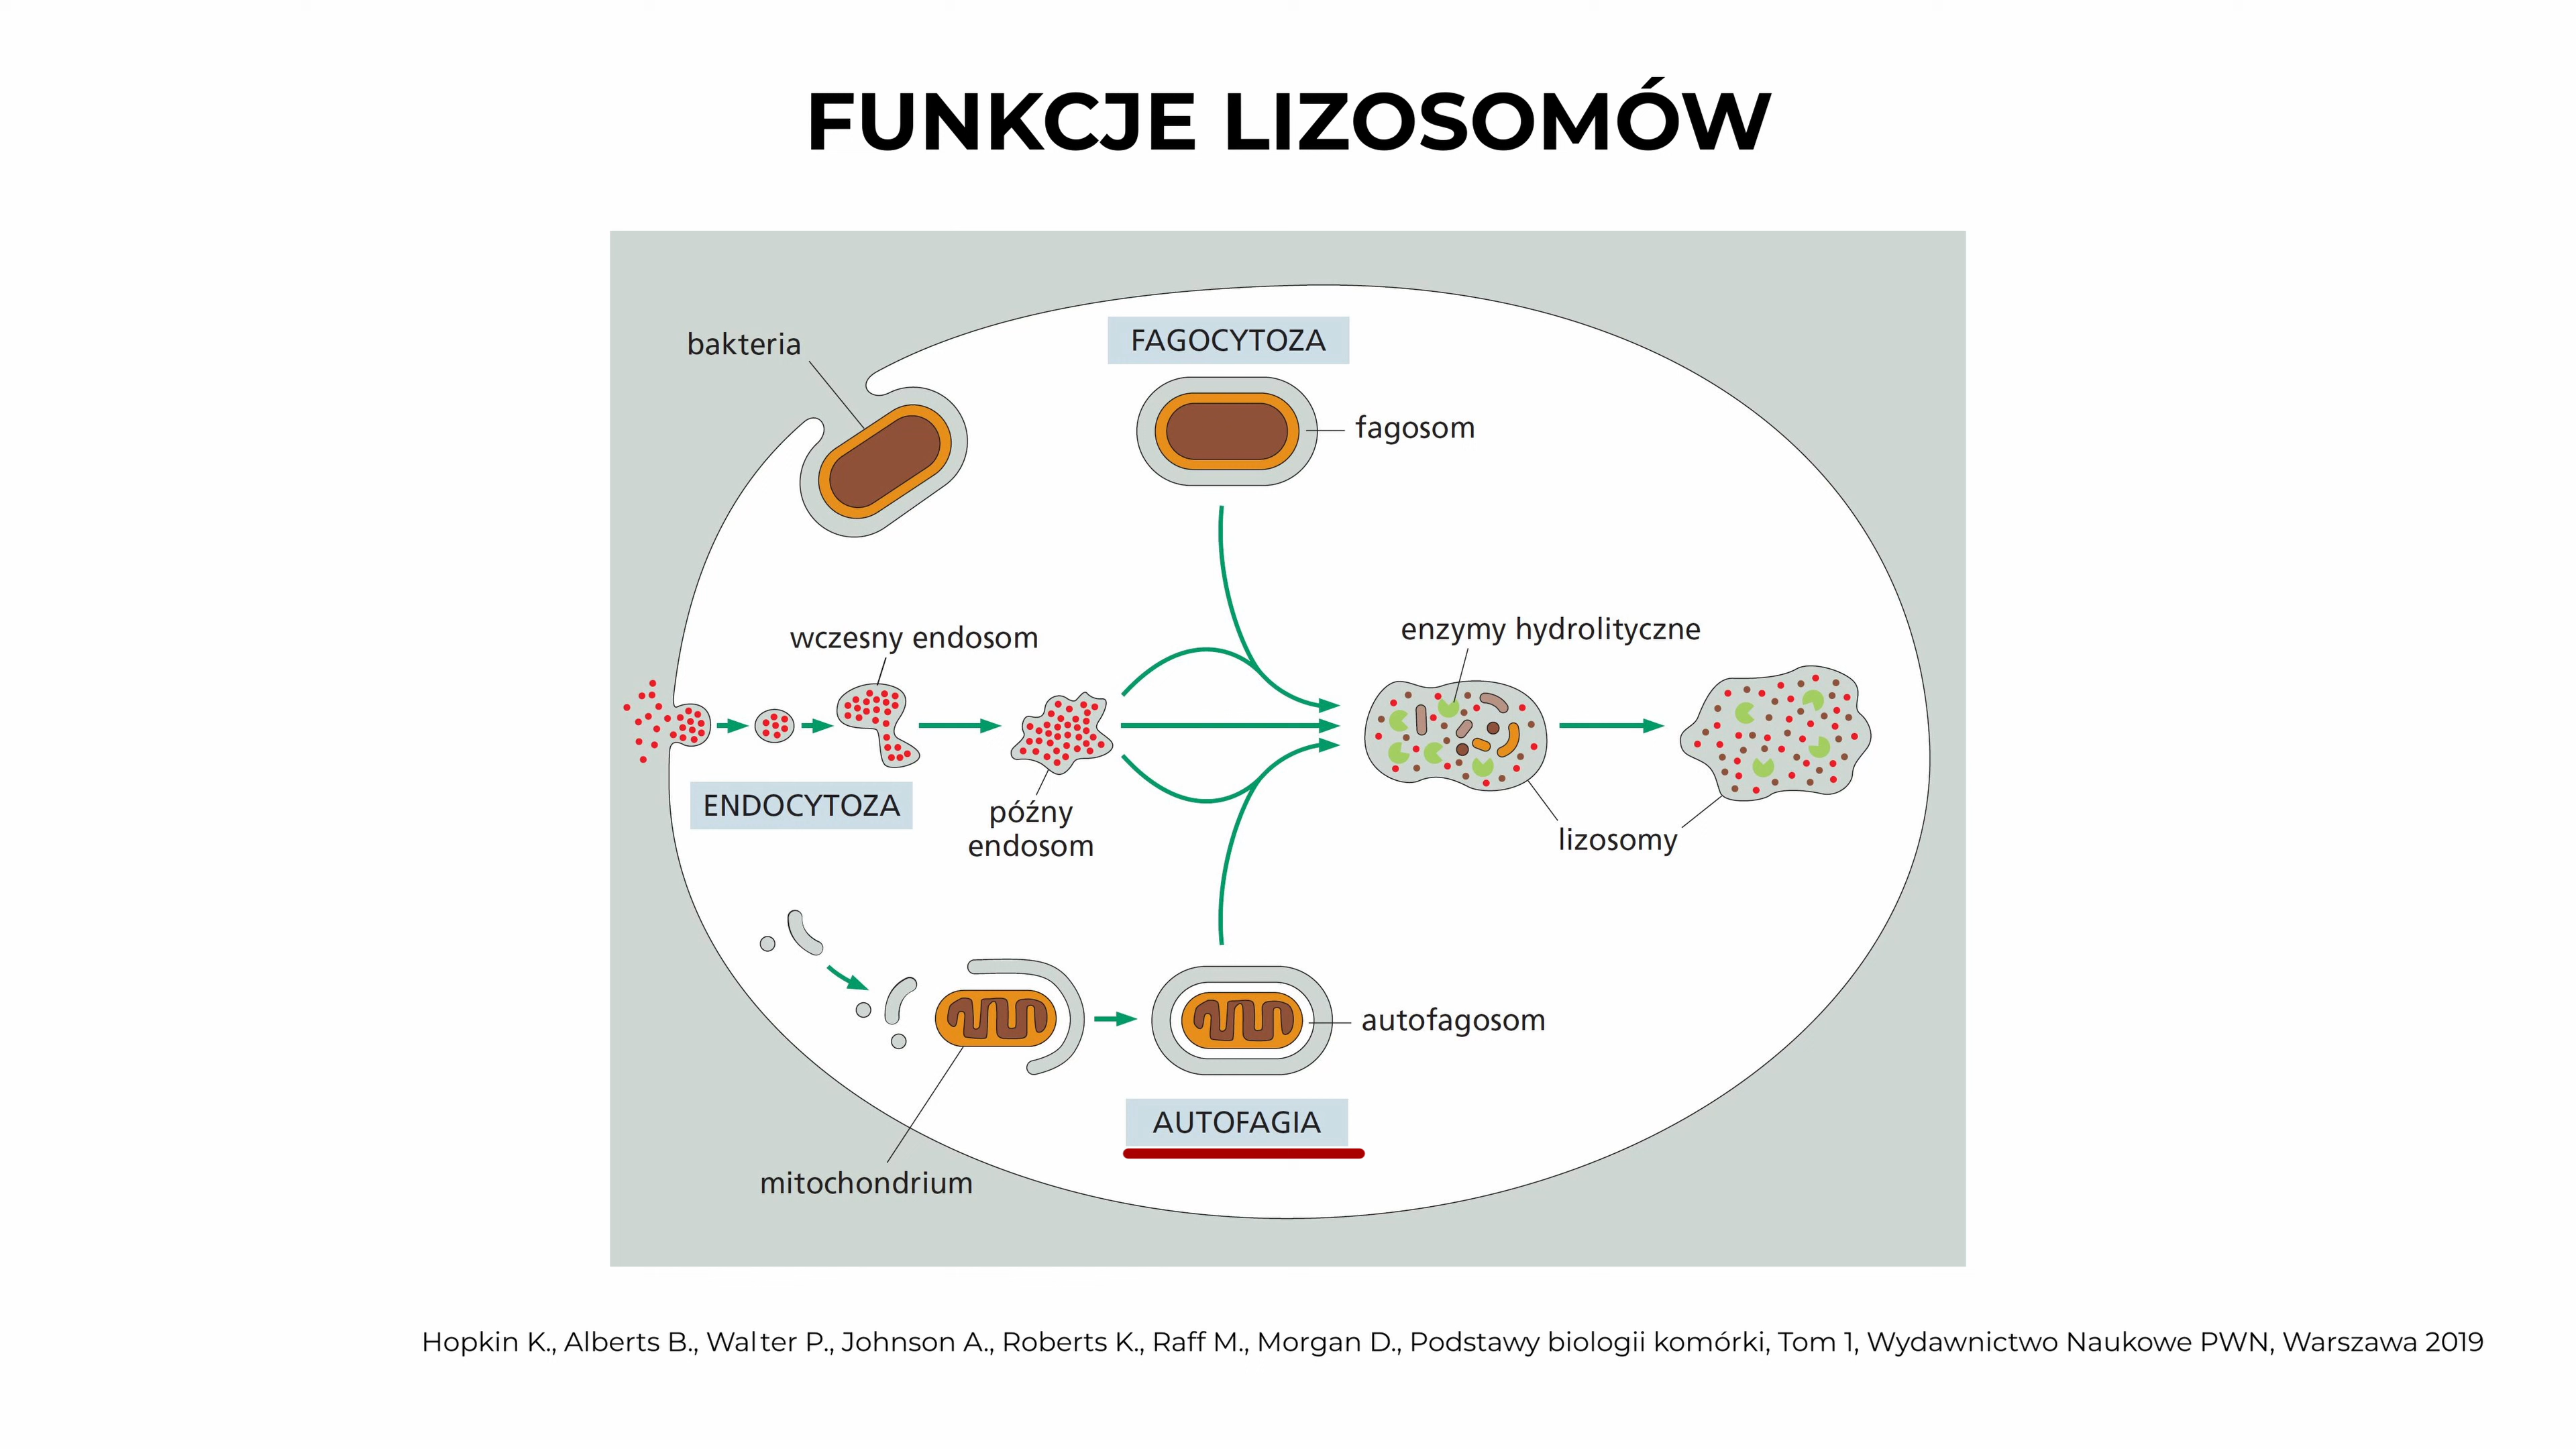 FUNKCJE LIZOSOMÓW
bakteria
FAGOCYTOZA
fagosom
wczesny endosom
enzymy hydrolityczne
ENDOCYTOZA
późny
endosom
lizosomy
autofagosom
AUTOFAGIA
mitochondrium
Hopkin K., Alberts B., Walter P., Johnson A., Roberts K., Raff M., Morgan D., Podstawy biologii komórki, Tom 1, Wydawnictwo Naukowe PWN, Warszawa 2019